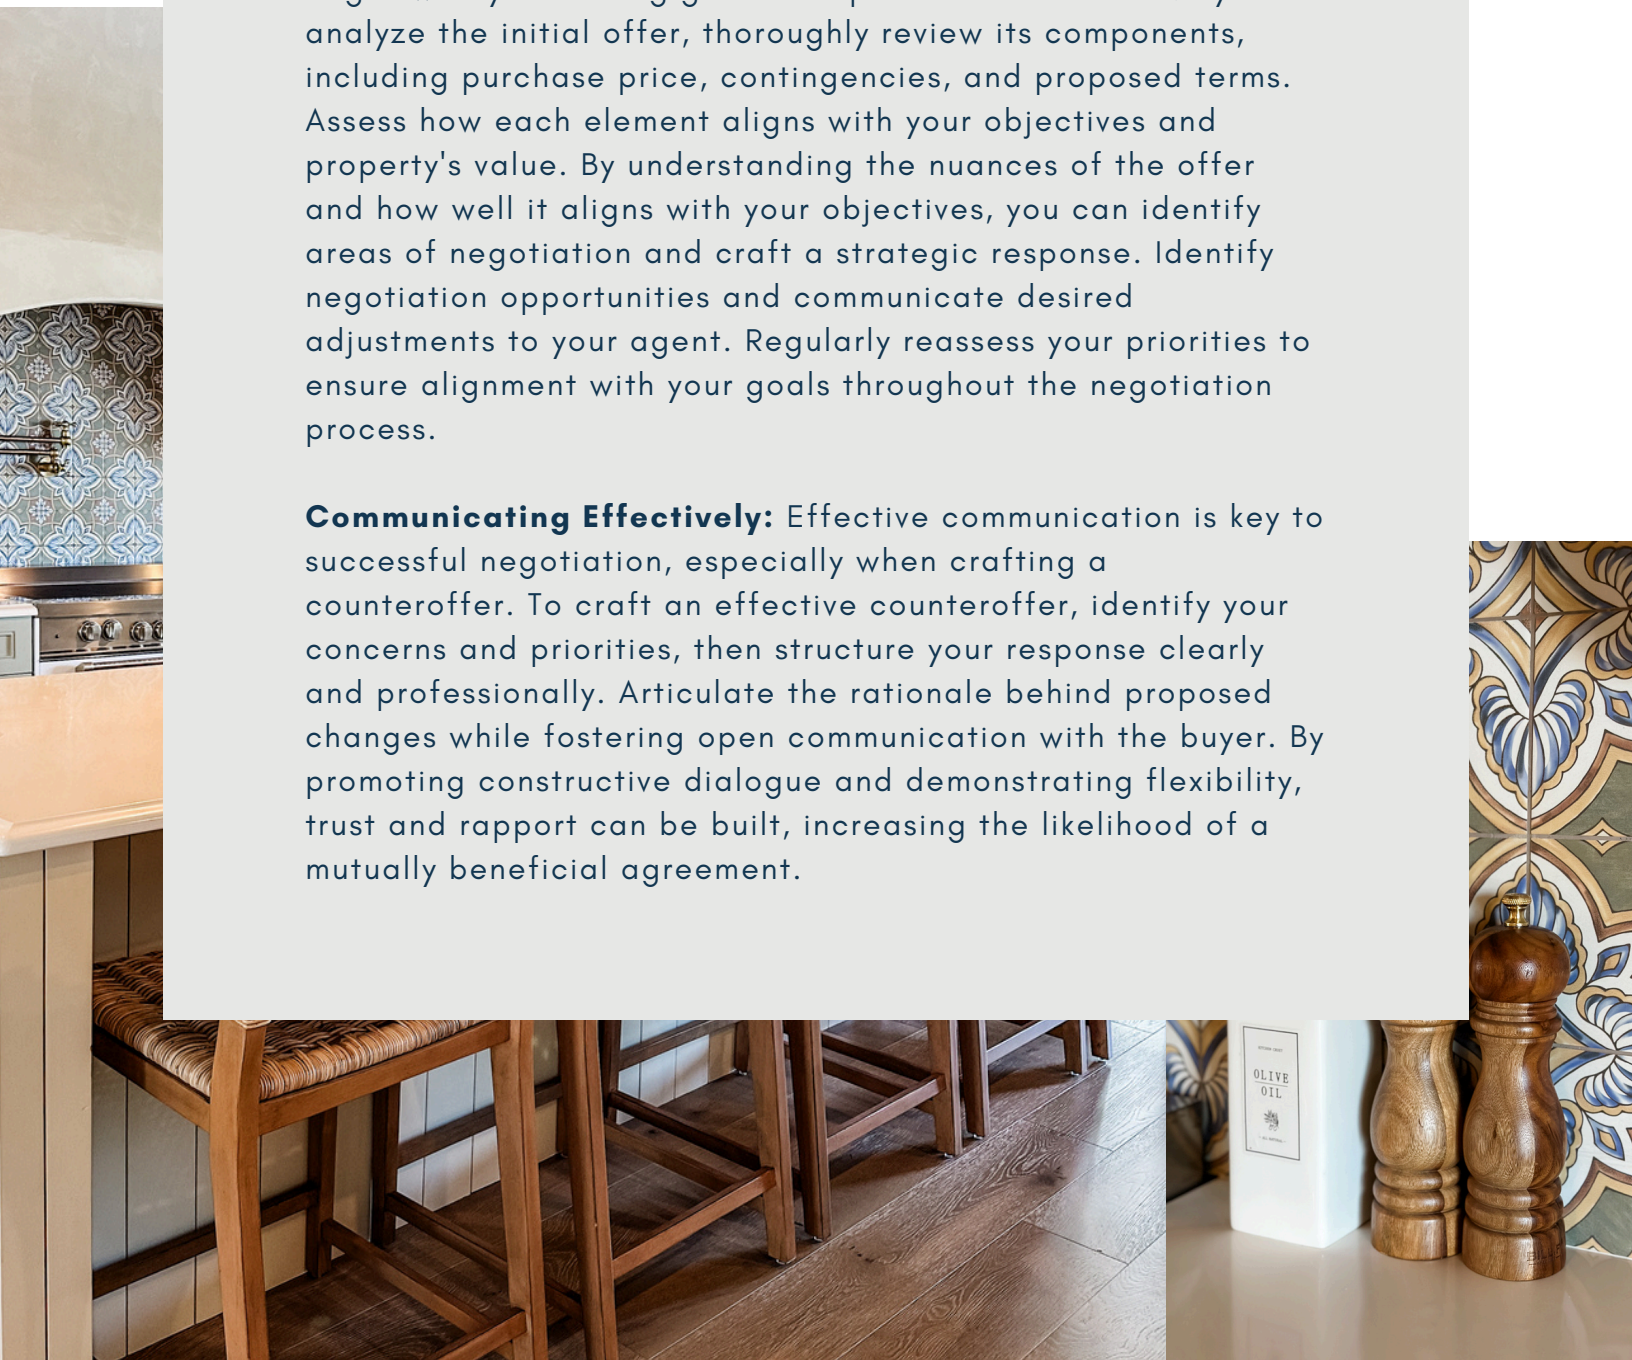 analyze the initial offer, thoroughly review its components,
including purchase price, contingencies, and proposed terms.
Assess how each element aligns with your objectives and
property's value. By understanding the nuances of the offer
and how well it aligns with your objectives, you can identify
areas of negotiation and craft a strategic response. Identify
negotiation opportunities and communicate desired
adjustments to your agent. Regularly reassess your priorities to
ensure alignment with your goals throughout the negotiation
process.
Communicating Effectively: Effective communication is key to
successful negotiation, especially when crafting a
counteroffer. To craft an effective counteroffer, identify your
concerns and priorities, then structure your response clearly
and professionally. Articulate the rationale behind proposed
changes while fostering open communication with the buyer. By
promoting constructive dialogue and demonstrating flexibility,
trust and rapport can be built, increasing the likelihood of a
mutually beneficial agreement.
OLIVE
OIL